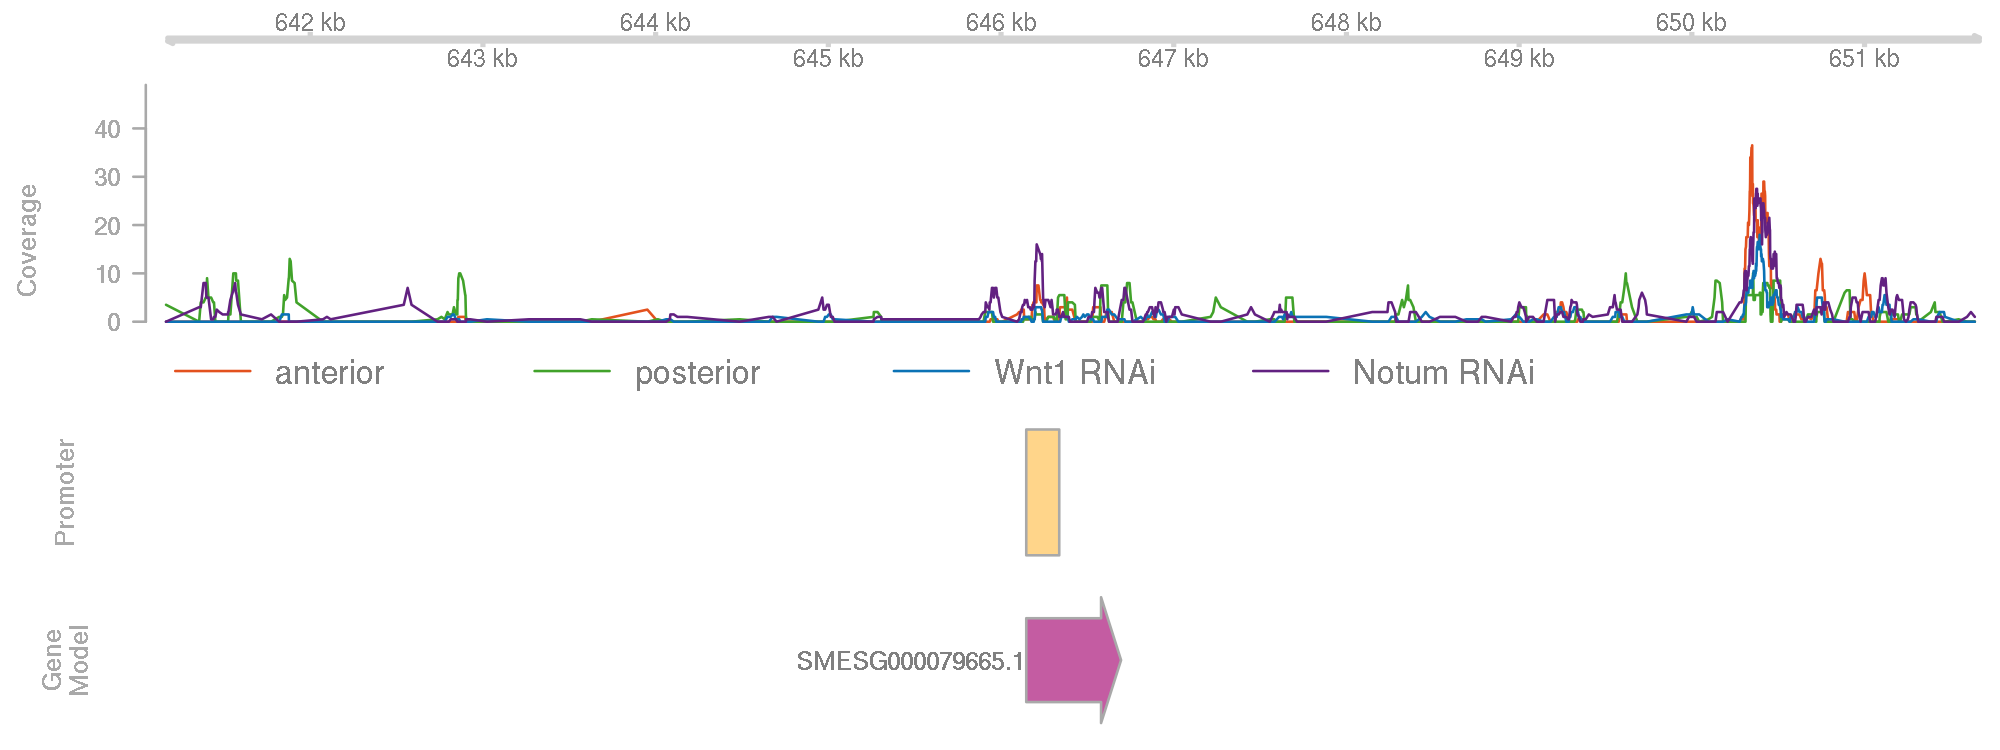 642 kb 644 kb 646 kb 648 kb 650 kb
643 kb 645 kb 647 kb 649 kb 651 kb
Coverage
40
30
20
10
0
anterior posterior Wnt1 RNAi Notum RNAi
Promoter
Gene
Model
SMESG000079665.1